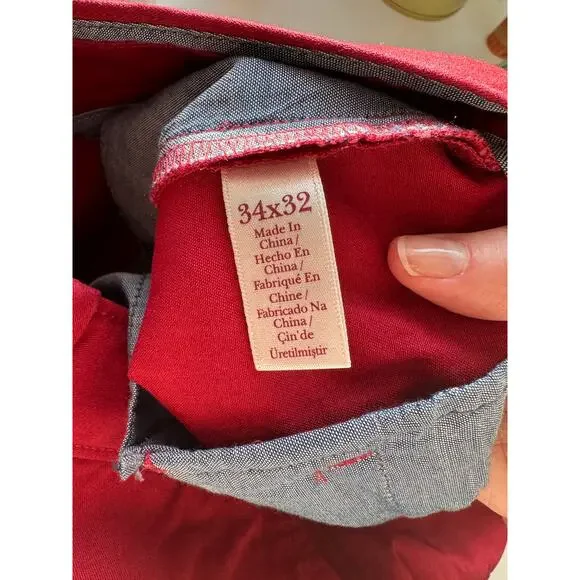 34x32
Made In
China /
Hecho En
China /
Fabriqué En
Chine /
Fabricado Na
China /
Çin'de
Üretilmiştir